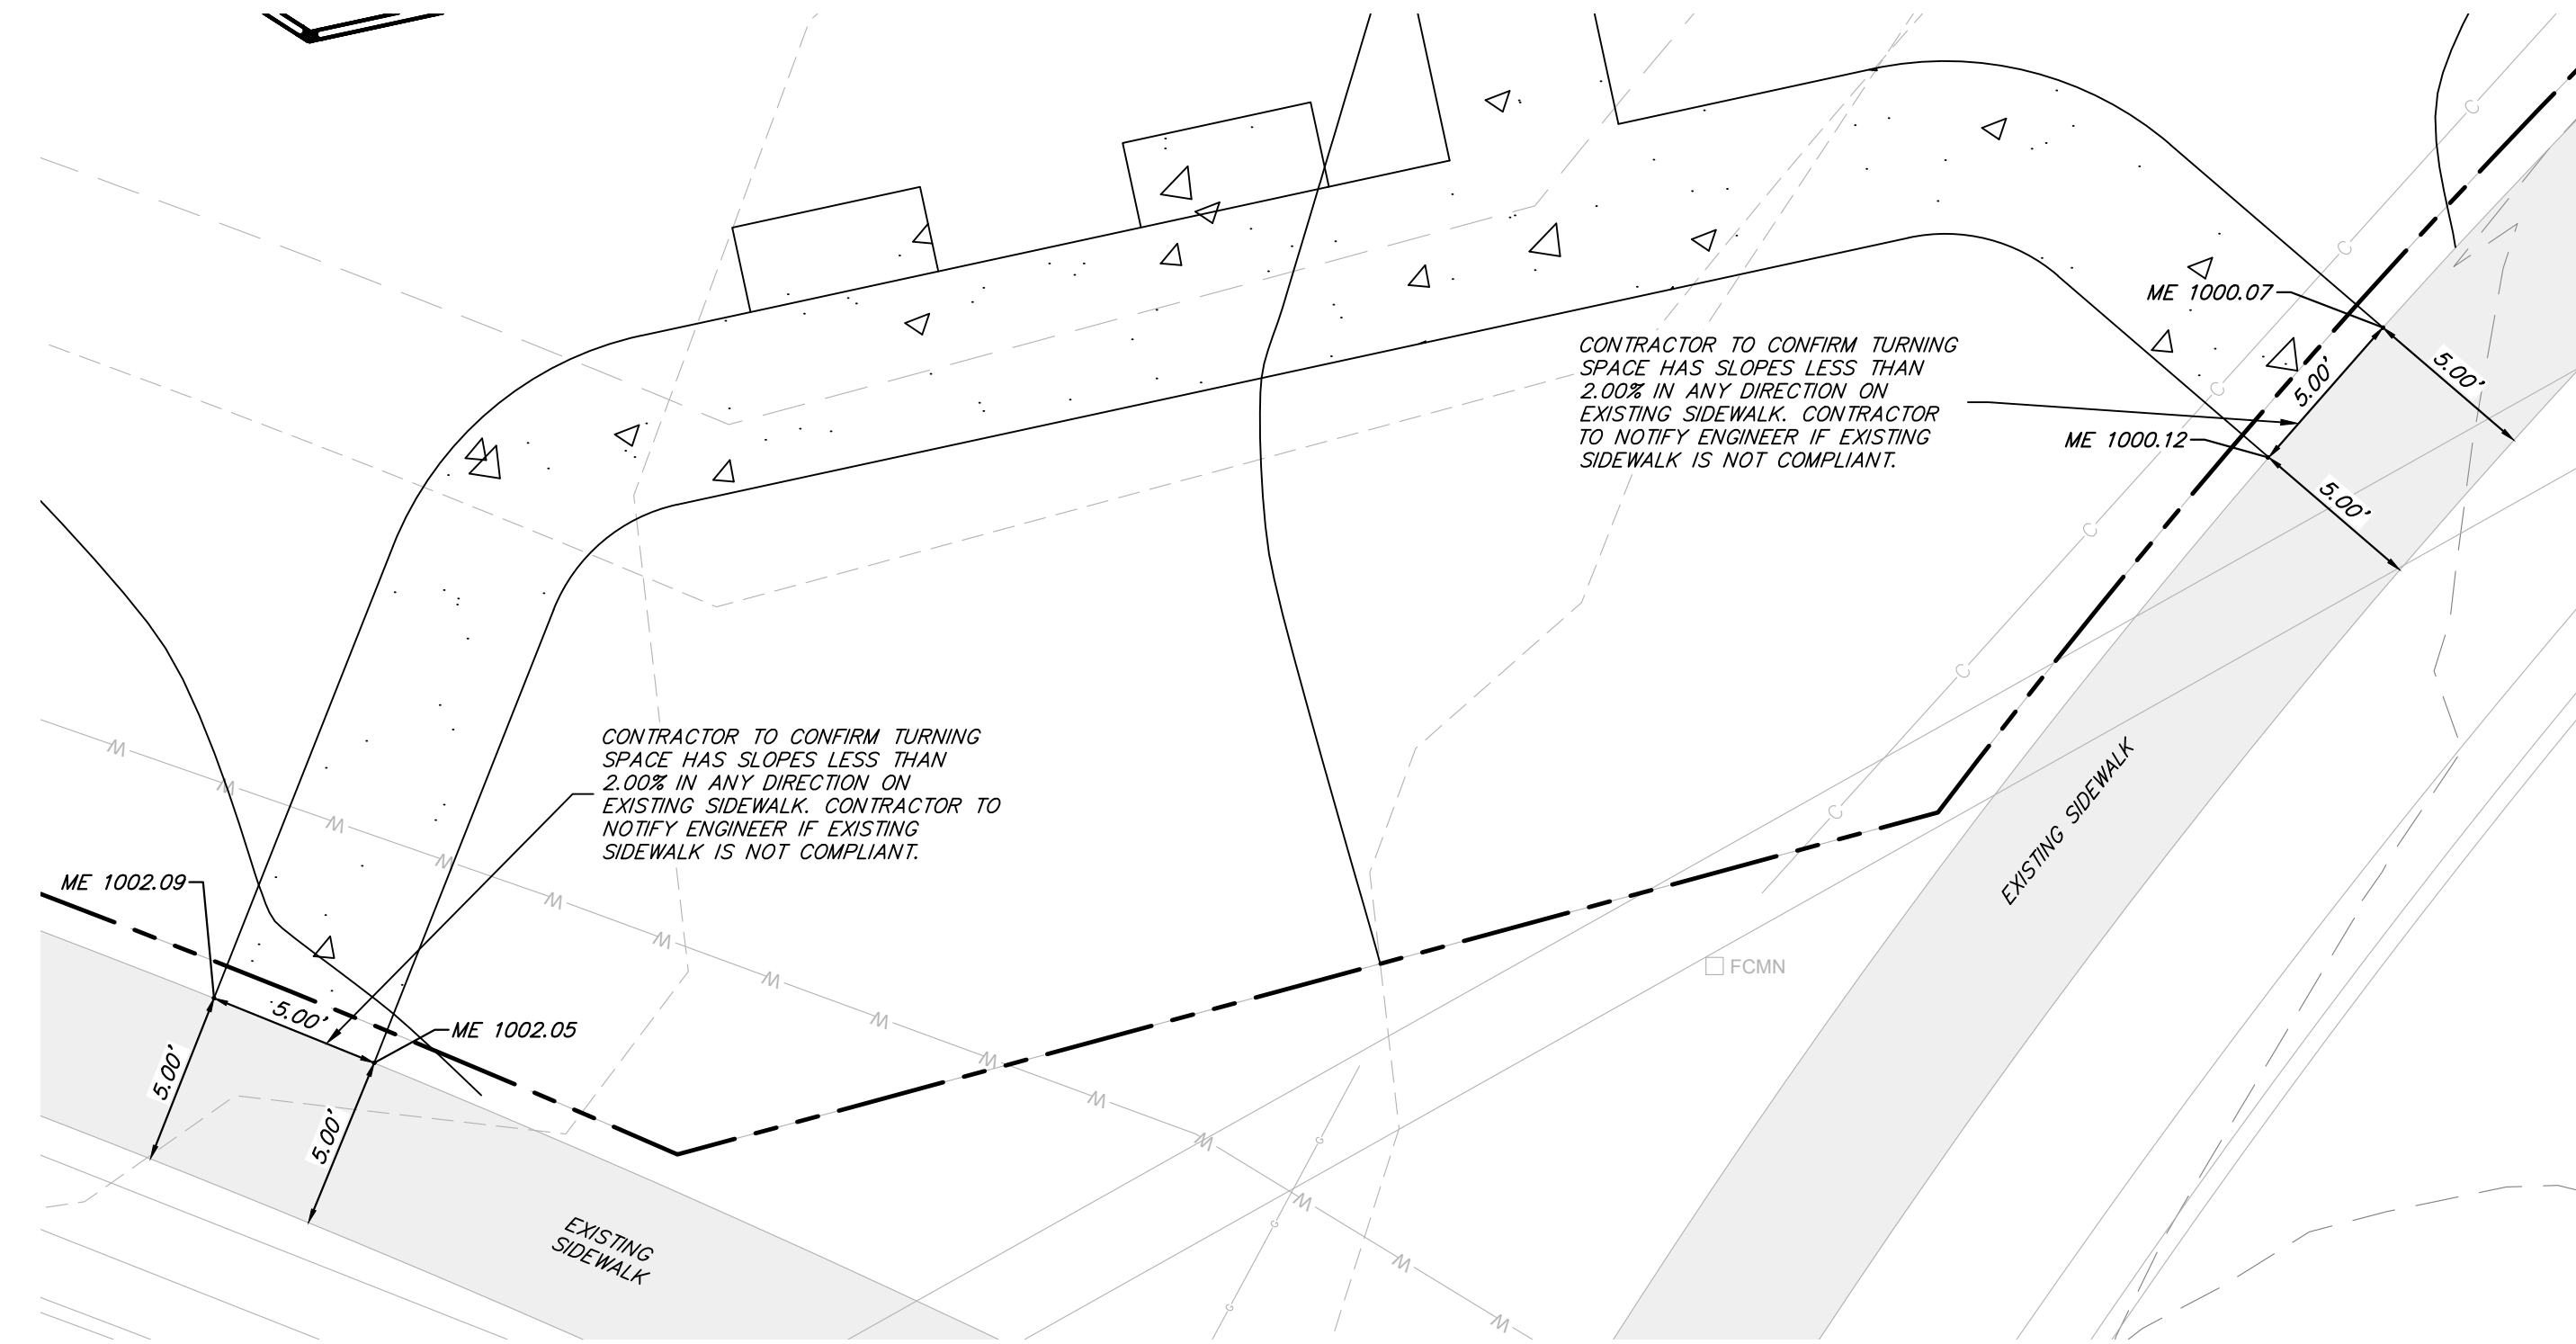 ME 1000.07
CONTRACTOR TO CONFIRM TURNING
SPACE HAS SLOPES LESS THAN
2.00% IN ANY DIRECTION ON
EXISTING SIDEWALK. CONTRACTOR
TO NOTIFY ENGINEER IF EXISTING
SIDEWALK IS NOT COMPLIANT.
ME 1000.12
5.00'
5.00'
5.00'
C
C
C
C
C
C
CONTRACTOR TO CONFIRM TURNING
SPACE HAS SLOPES LESS THAN
2.00% IN ANY DIRECTION ON
EXISTING SIDEWALK. CONTRACTOR TO
NOTIFY ENGINEER IF EXISTING
SIDEWALK IS NOT COMPLIANT.
EXISTING SIDEWALK
ME 1002.09
ME 1002.05
5.00'
5.00'
5.00'
W
W
W
W
W
W
W
W
W
W
W
W
W
W
FCMN
G
G
G
EXISTING
SIDEWALK